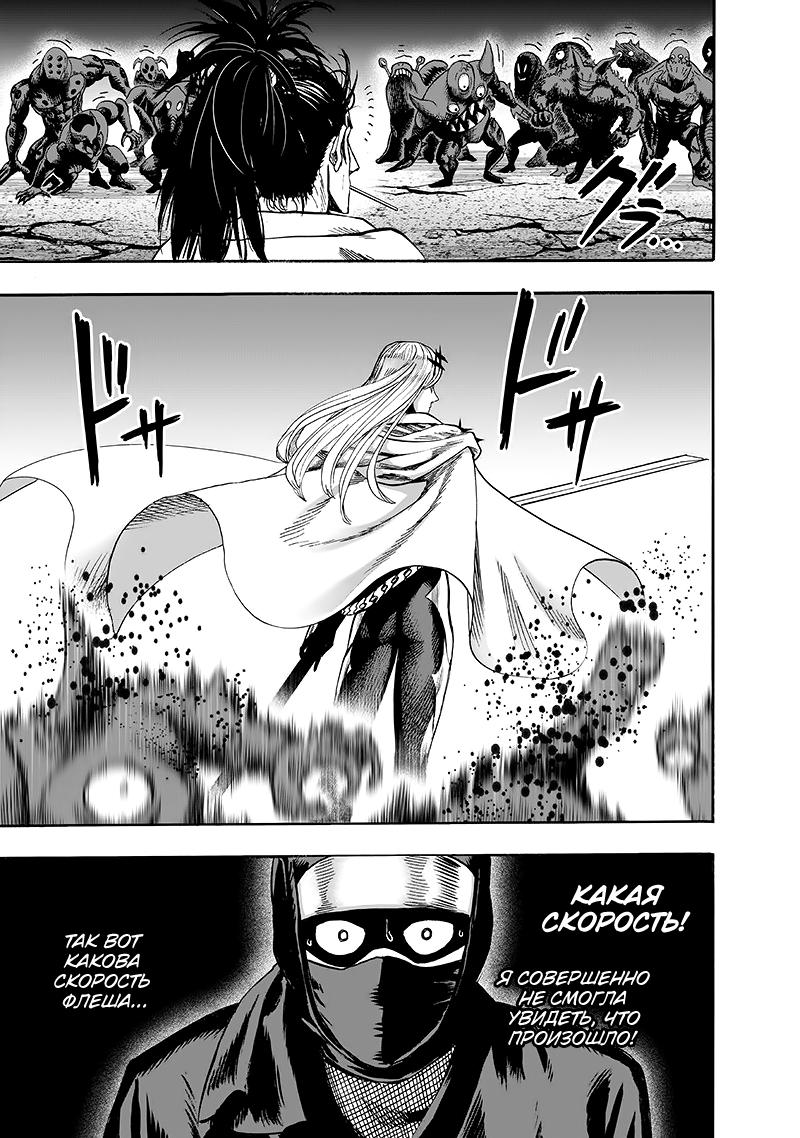 グラ...
ドサ
ドサ
КАКАЯ
СКОРОСТЬ!
Я СОВЕРШЕННО
НЕ СМОГЛА
УВИДЕТЬ, ЧТО
ПРОИЗОШЛО!
ТАК ВОТ
КАКОВА
СКОРОСТЬ
ФЛЕША...